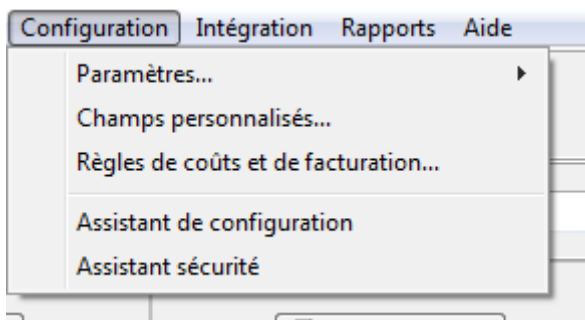 Configuration Intégration Rapports Aide
Paramètres...
Champs personnalisés...
Règles de coûts et de facturation...
Assistant de configuration
Assistant sécurité